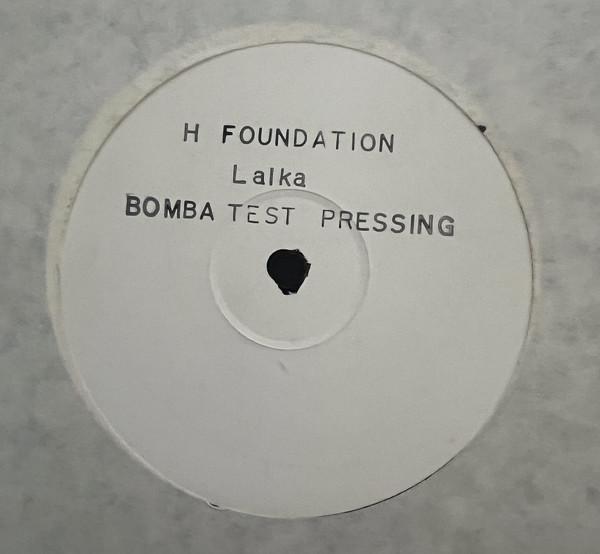 H FOUNDATION
Lalka
BOMBA TEST PRESSING